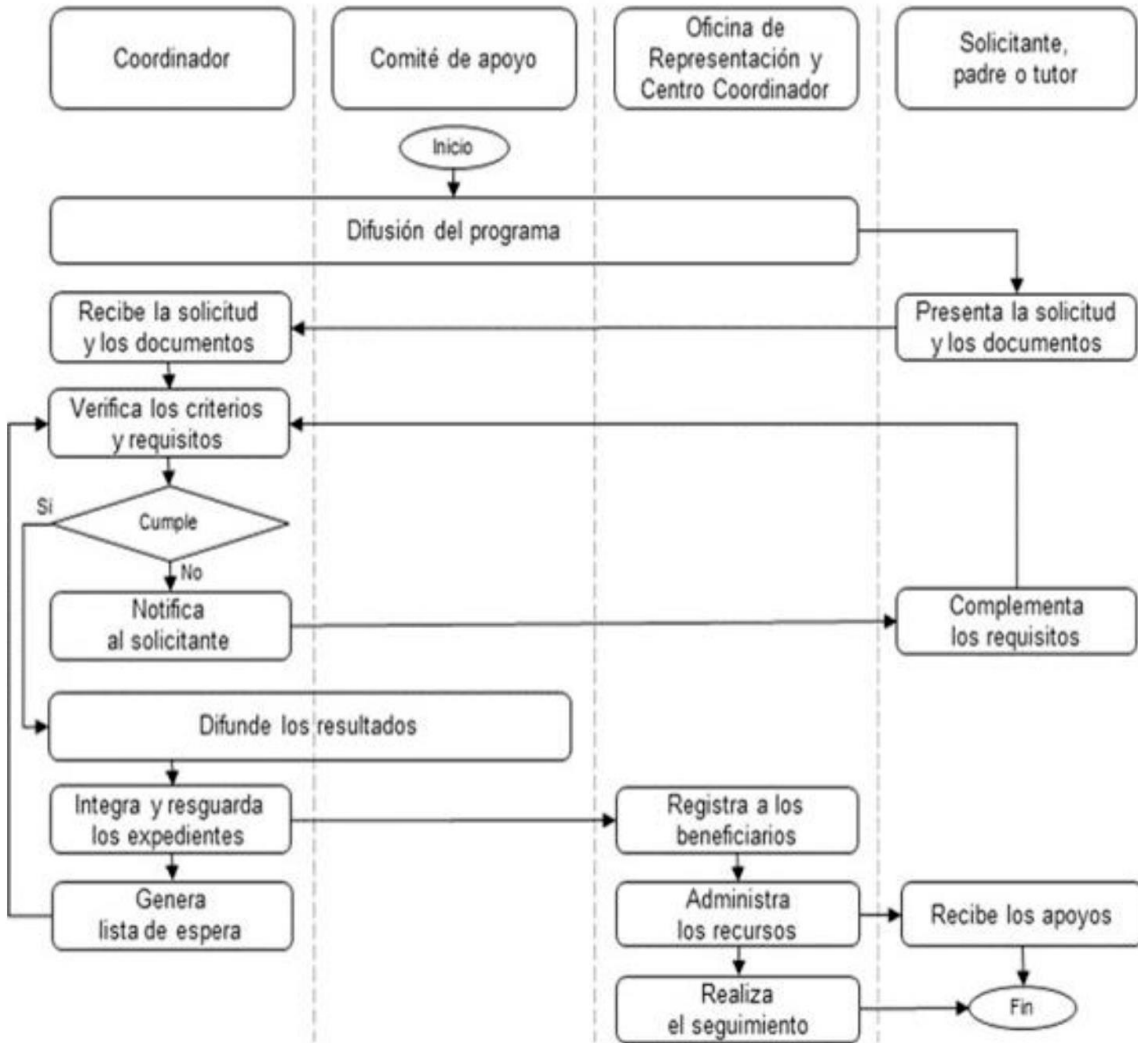 Coordinador
Comité de apoyo
Oficina de
Representación y
Centro Coordinador
Solicitante,
padre o tutor
Inicio
Difusión del programa
Recibe la solicitud
y los documentos
Presenta la solicitud
y los documentos
Verifica los criterios
y requisitos
Si
Cumple
No
Notifica
al solicitante
Complementa
los requisitos
Difunde los resultados
Integra y resguarda
los expedientes
Registra a los
beneficiarios
Genera
lista de espera
Administra
los recursos
Recibe los apoyos
Realiza
el seguimiento
Fin